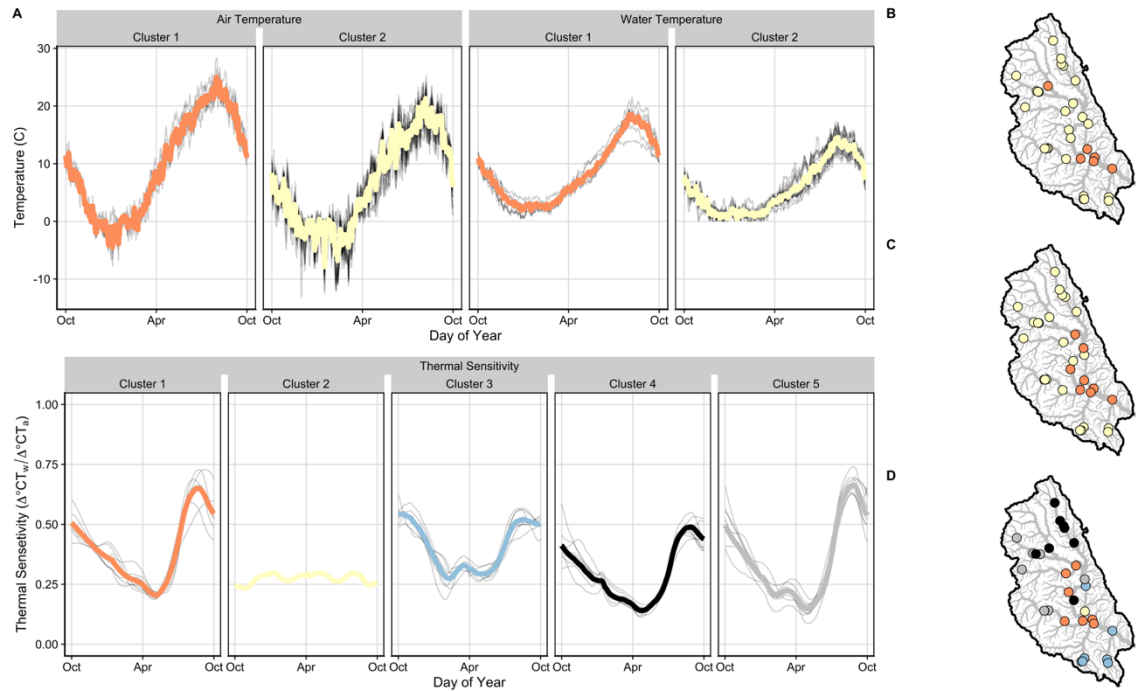 A
Air Temperature
Water Temperature
Cluster 1
Cluster 2
Cluster 1
Cluster 2
30
20
10
0
-10
Temperature (C)
Oct
Apr
Oct
Oct
Apr
Oct
Oct
Apr
Oct
Oct
Apr
Oct
Day of Year
Thermal Sensitivity
Cluster 1
Cluster 2
Cluster 3
Cluster 4
Cluster 5
1.00
0.75
0.50
0.25
0.00
Thermal Sensetivity (Δ°CTw/Δ°CTa)
Oct
Apr
Oct
Oct
Apr
Oct
Oct
Apr
Oct
Oct
Apr
Oct
Oct
Apr
Oct
Day of Year
B
C
D